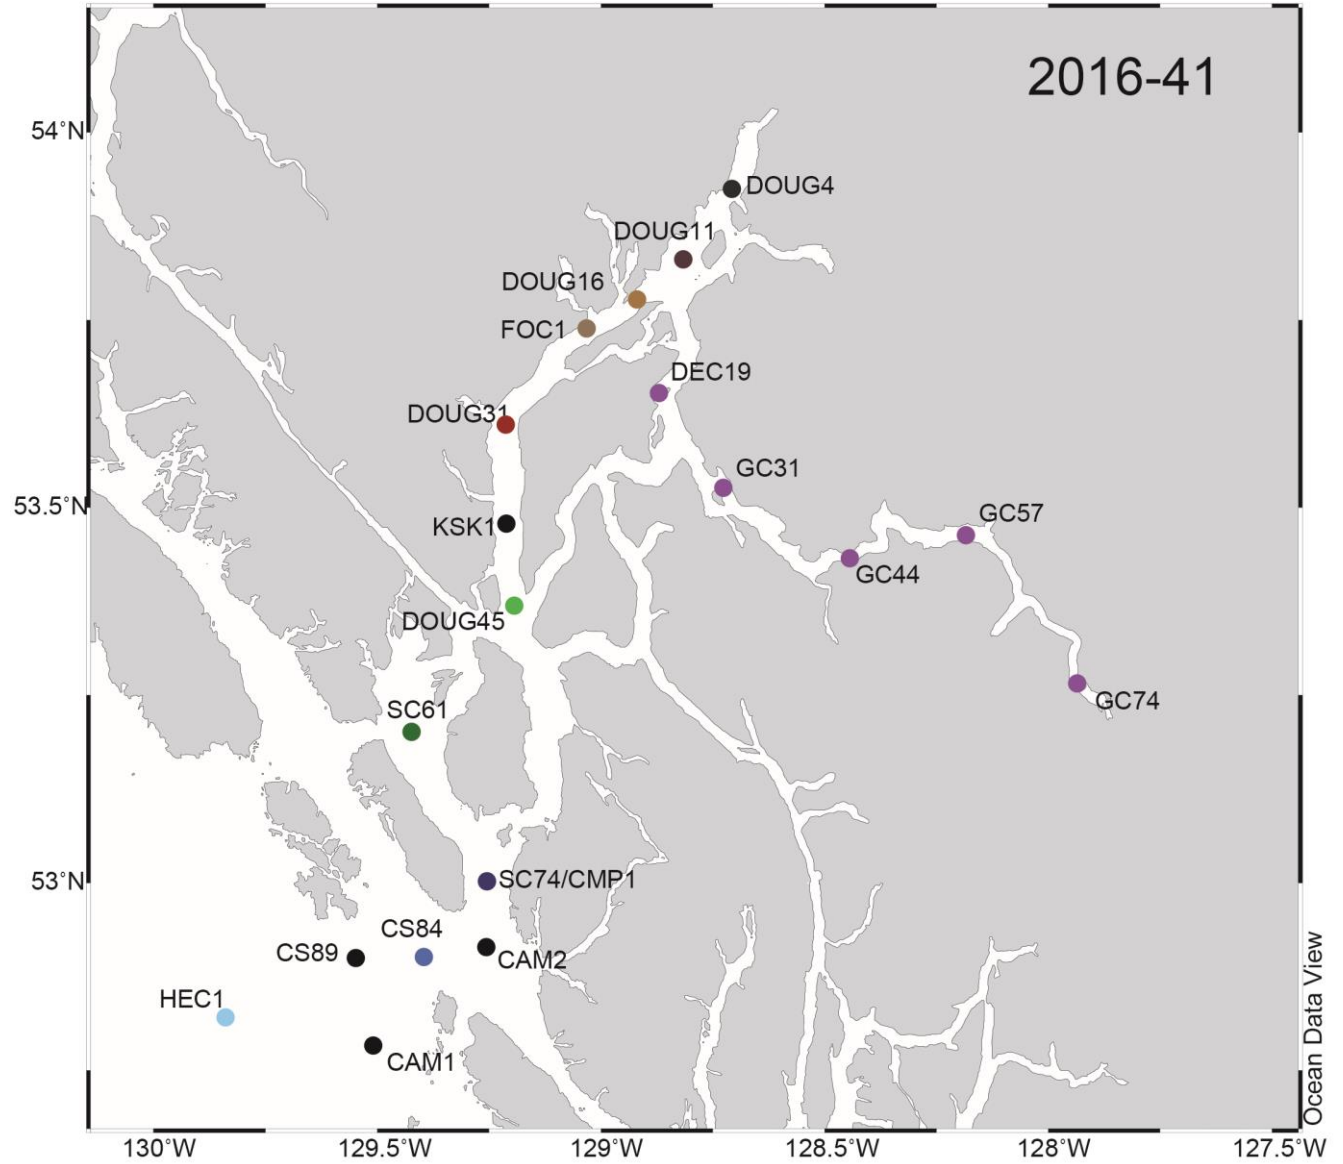 2016-41
54°N
DOUG4
DOUG11
DOUG16
FOC1
DEC19
DOUG31
GC31
53.5°N
GC57
KSK1
GC44
DOUG45
GC74
SC61
53°N
SC74/CMP1
CS84
CS89
CAM2
HEC1
CAM1
Ocean Data View
130°W
129.5°W
129°W
128.5°W
128°W
127.5°W